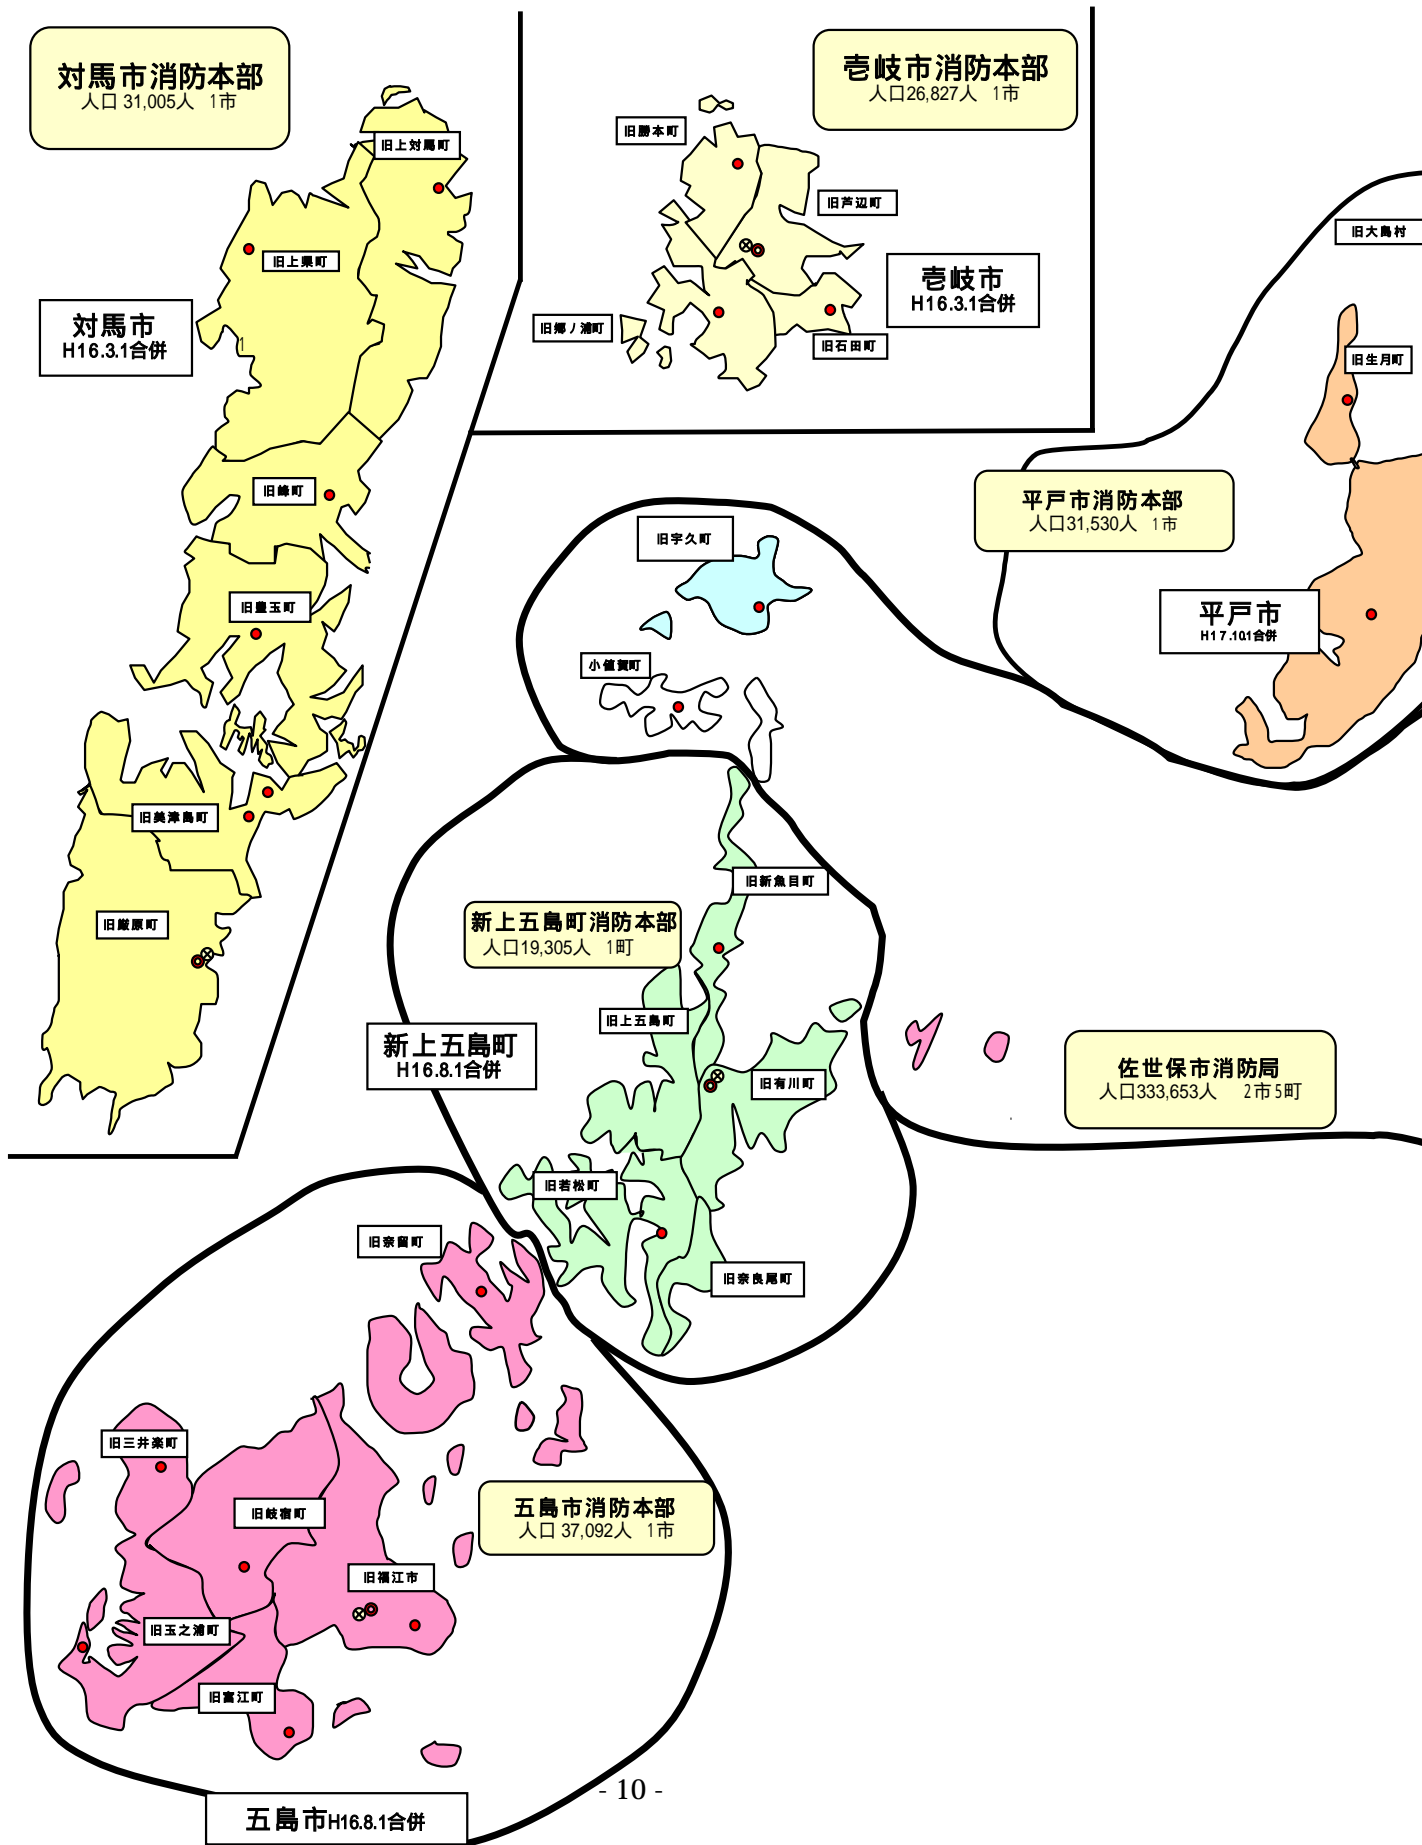 対馬市消防本部
人口 31,005人 1市
旧上対馬町
旧上県町
対馬市
H16.3.1合併
1
旧峰町
旧豊玉町
旧美津島町
旧厳原町
壱岐市消防本部
人口26,827人 1市
旧勝本町
旧芦辺町
壱岐市
H16.3.1合併
旧郷ノ浦町
旧石田町
旧大島村
旧生月町
平戸市消防本部
人口31,530人 1市
平戸市
H17.10.1合併
旧宇久町
小値賀町
旧新魚目町
新上五島町消防本部
人口19,305人 1町
旧上五島町
新上五島町
H16.8.1合併
旧有川町
旧若松町
旧奈良尾町
佐世保市消防局
人口333,653人 2市5町
旧奈留町
旧三井楽町
旧岐宿町
五島市消防本部
人口 37,092人 1市
旧福江市
旧玉之浦町
旧富江町
五島市H16.8.1合併
- 10 -